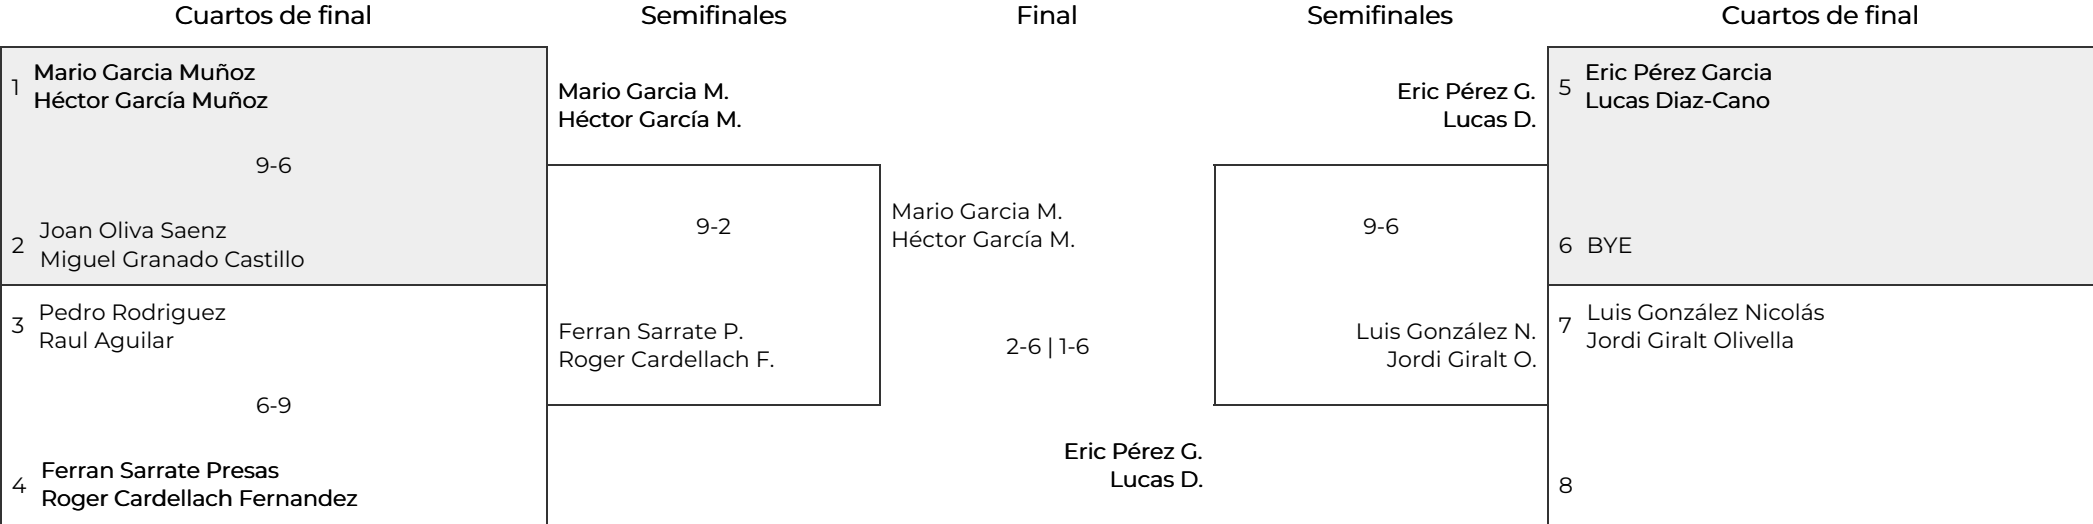 Cuartos de final
Semifinales
Final
Semifinales
Cuartos de final
1
Mario Garcia Muñoz
Héctor García Muñoz
9-6
2
Joan Oliva Saenz
Miguel Granado Castillo
3
Pedro Rodriguez
Raul Aguilar
6-9
4
Ferran Sarrate Presas
Roger Cardellach Fernandez
Mario Garcia M.
Héctor García M.
9-2
Ferran Sarrate P.
Roger Cardellach F.
Mario Garcia M.
Héctor García M.
2-6 | 1-6
Eric Pérez G.
Lucas D.
Eric Pérez G.
Lucas D.
9-6
Luis González N.
Jordi Giralt O.
5
Eric Pérez Garcia
Lucas Diaz-Cano
6 BYE
7
Luis González Nicolás
Jordi Giralt Olivella
8